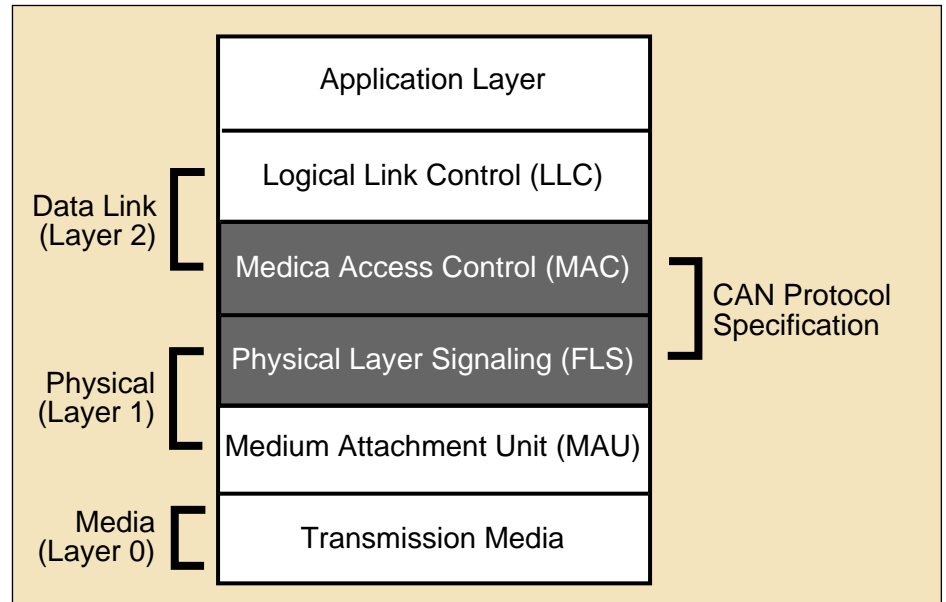 Application Layer
Logical Link Control (LLC)
Data Link
(Layer 2)
Medica Access Control (MAC)
CAN Protocol
Specification
Physical Layer Signaling (FLS)
Physical
(Layer 1)
Medium Attachment Unit (MAU)
Media
(Layer 0)
Transmission Media